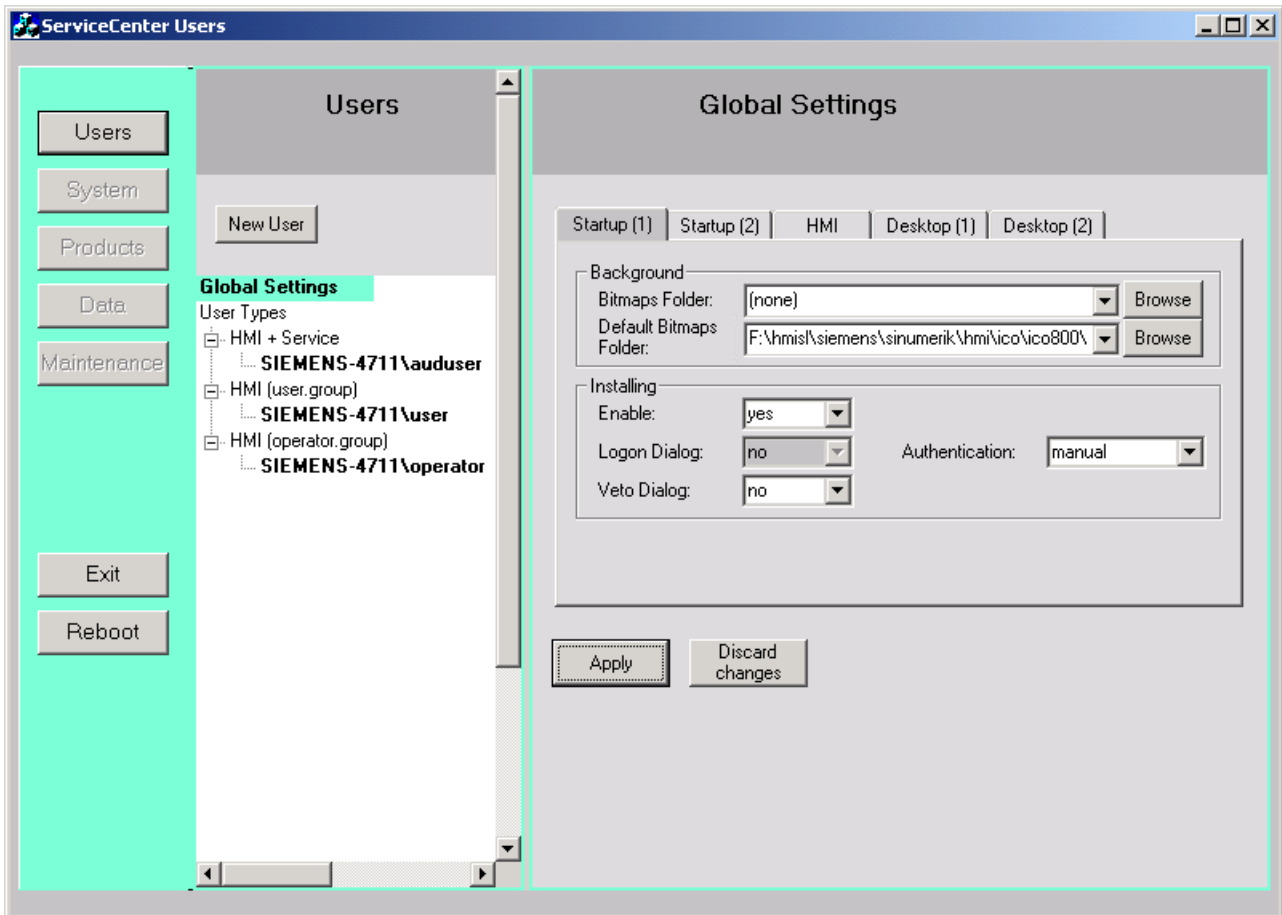 ServiceCenter Users
Users
System
Products
Data
Maintenance
Exit
Reboot
Users
New User
Global Settings
User Types
HMI + Service
SIEMENS-4711\auduser
HMI (user.group)
SIEMENS-4711\user
HMI (operator.group)
SIEMENS-4711\operator
Global Settings
Startup (1) Startup (2) HMI Desktop (1) Desktop (2)
Background
Bitmaps Folder: (none) Browse
Default Bitmaps
Folder: F:\hmisl\siemens\sinumerik\hmi\ico\ico800\ Browse
Installing
Enable: yes
Logon Dialog: no Authentication: manual
Veto Dialog: no
Apply
Discard
changes